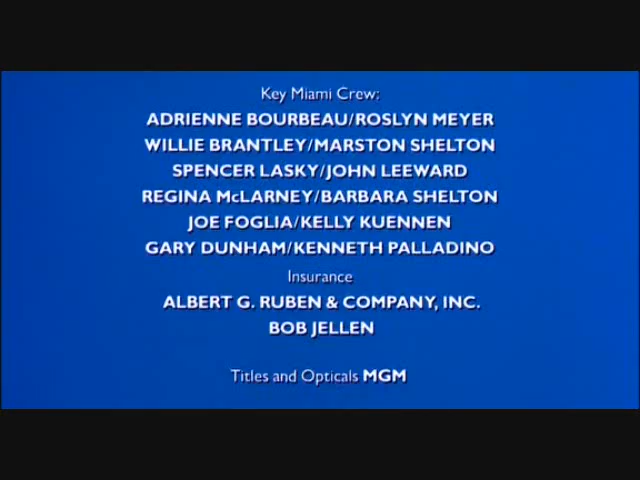 Key Miami Crew:
ADRIENNE BOURBEAU/ROSLYN MEYER
WILLIE BRANTLEY/MARSTON SHELTON
SPENCER LASKY/JOHN LEEWARD
REGINA McLARNEY/BARBARA SHELTON
JOE FOGLIA/KELLY KUENNEN
GARY DUNHAM/KENNETH PALLADINO
Insurance
ALBERT G. RUBEN & COMPANY, INC.
BOB JELLEN
Titles and Opticals MGM